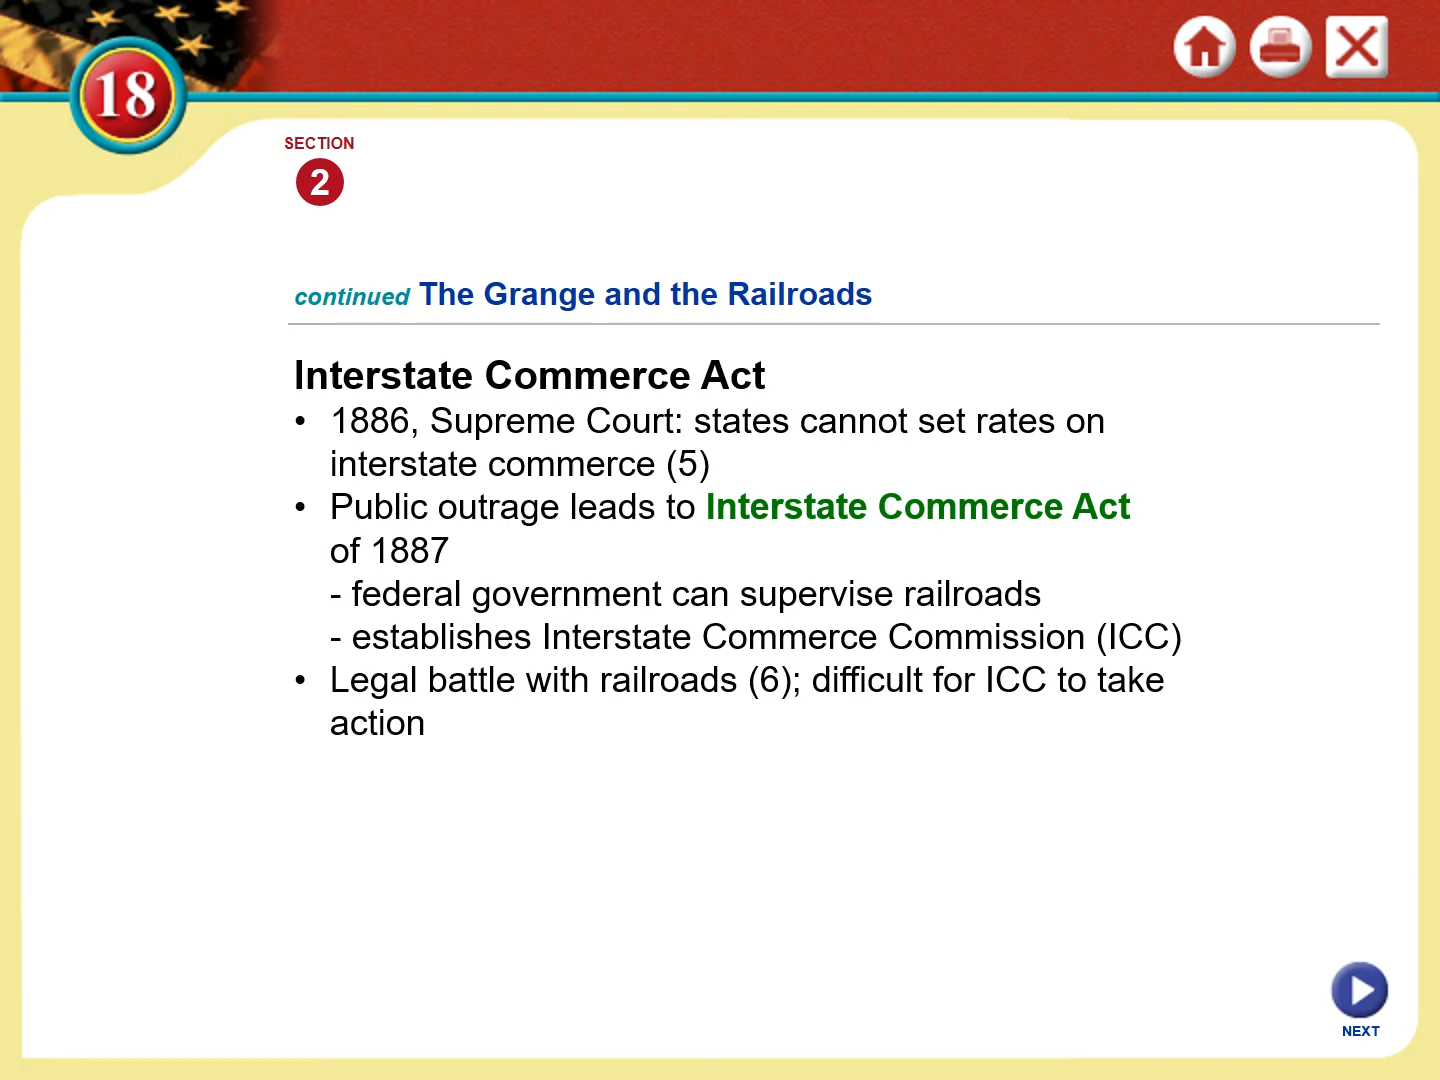 18
SECTION
2
continued The Grange and the Railroads
Interstate Commerce Act
• 1886, Supreme Court: states cannot set rates on
interstate commerce (5)
• Public outrage leads to Interstate Commerce Act
of 1887
- federal government can supervise railroads
- establishes Interstate Commerce Commission (ICC)
• Legal battle with railroads (6); difficult for ICC to take
action
NEXT